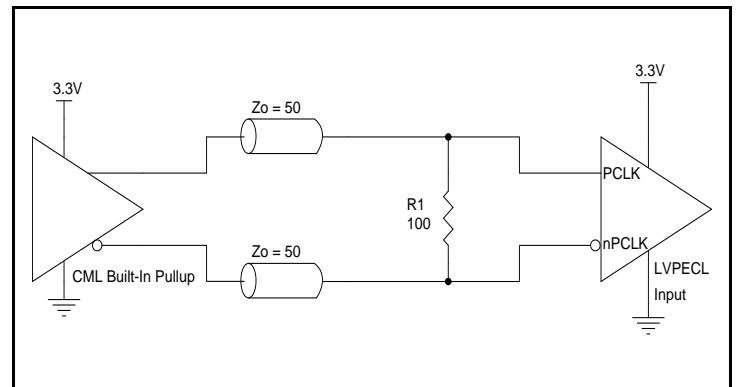 3.3V
Zo = 50
3.3V
PCLK
R1
100
nPCLK
Zo = 50
CML Built-In Pullup
LVPECL
Input